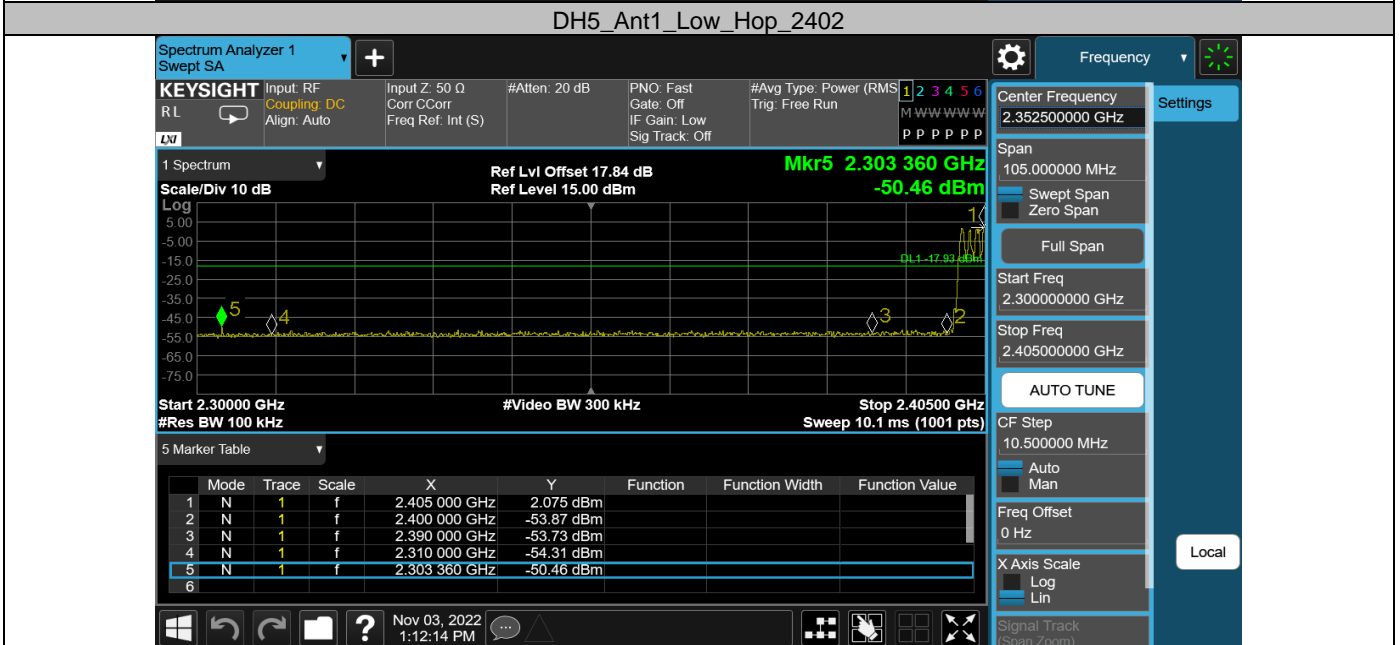 DH5_Ant1_Low_Hop_2402
Spectrum Analyzer 1
Swept SA
Frequency
KEYSIGHT
RL
LXI
Input: RF
Coupling: DC
Align: Auto
Input Z: 50 Ω
Corr CCorr
Freq Ref: Int (S)
#Atten: 20 dB
PNO: Fast
Gate: Off
IF Gain: Low
Sig Track: Off
#Avg Type: Power (RMS
Trig: Free Run
1 2 3 4 5 6
M W W W W W
P P P P P P
1 Spectrum
Scale/Div 10 dB
Ref Lvl Offset 17.84 dB
Ref Level 15.00 dBm
Mkr5 2.303 360 GHz
-50.46 dBm
Log
5.00
-5.00
-15.0
-25.0
-35.0
-45.0
-55.0
-65.0
-75.0
1
DL1 -17.93 dBm
5
4
3
2
Start 2.30000 GHz
#Video BW 300 kHz
Stop 2.40500 GHz
#Res BW 100 kHz
Sweep 10.1 ms (1001 pts)
5 Marker Table
Mode Trace Scale X Y Function Function Width Function Value
1 N 1 f 2.405 000 GHz 2.075 dBm
2 N 1 f 2.400 000 GHz -53.87 dBm
3 N 1 f 2.390 000 GHz -53.73 dBm
4 N 1 f 2.310 000 GHz -54.31 dBm
5 N 1 f 2.303 360 GHz -50.46 dBm
6
Nov 03, 2022
1:12:14 PM
Center Frequency
2.352500000 GHz
Settings
Span
105.000000 MHz
Swept Span
Zero Span
Full Span
Start Freq
2.300000000 GHz
Stop Freq
2.405000000 GHz
AUTO TUNE
CF Step
10.500000 MHz
Auto
Man
Freq Offset
0 Hz
Local
X Axis Scale
Log
Lin
Signal Track
(Span Zoom)